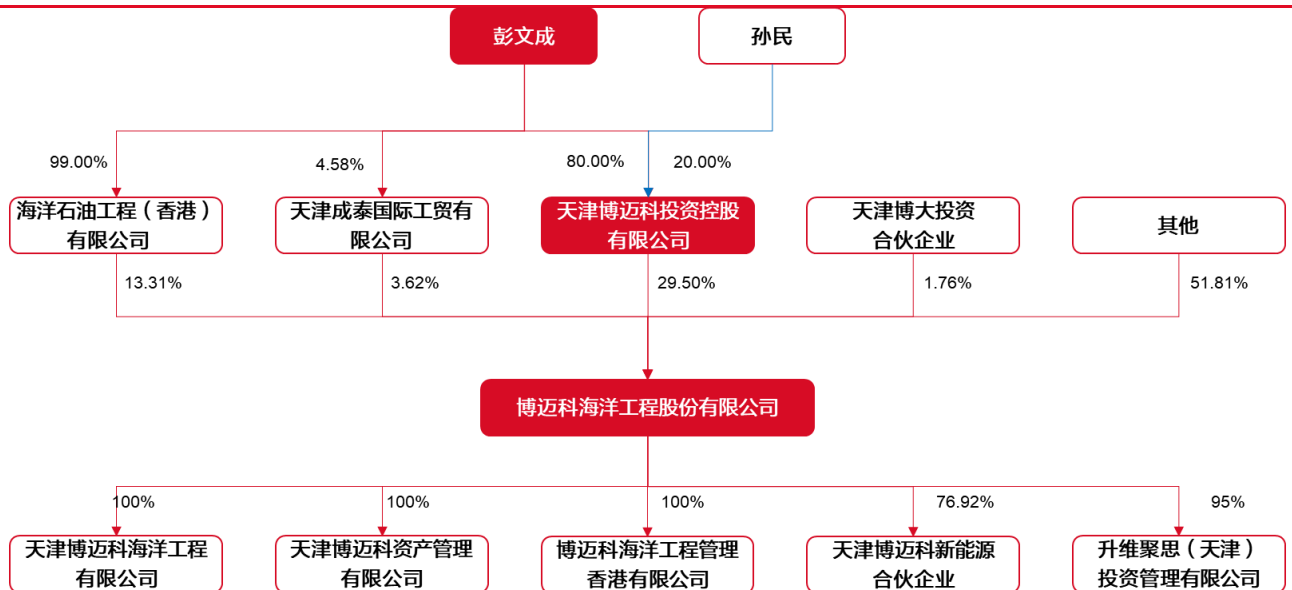 彭文成
孙民
99.00%
4.58%
80.00%
20.00%
海洋石油工程（香港）
有限公司
天津成泰国际工贸有
限公司
天津博迈科投资控股
有限公司
天津博大投资
合伙企业
其他
13.31%
3.62%
29.50%
1.76%
51.81%
博迈科海洋工程股份有限公司
100%
100%
100%
76.92%
95%
天津博迈科海洋工程
有限公司
天津博迈科资产管理
有限公司
博迈科海洋工程管理
香港有限公司
天津博迈科新能源
合伙企业
升维聚思（天津）
投资管理有限公司